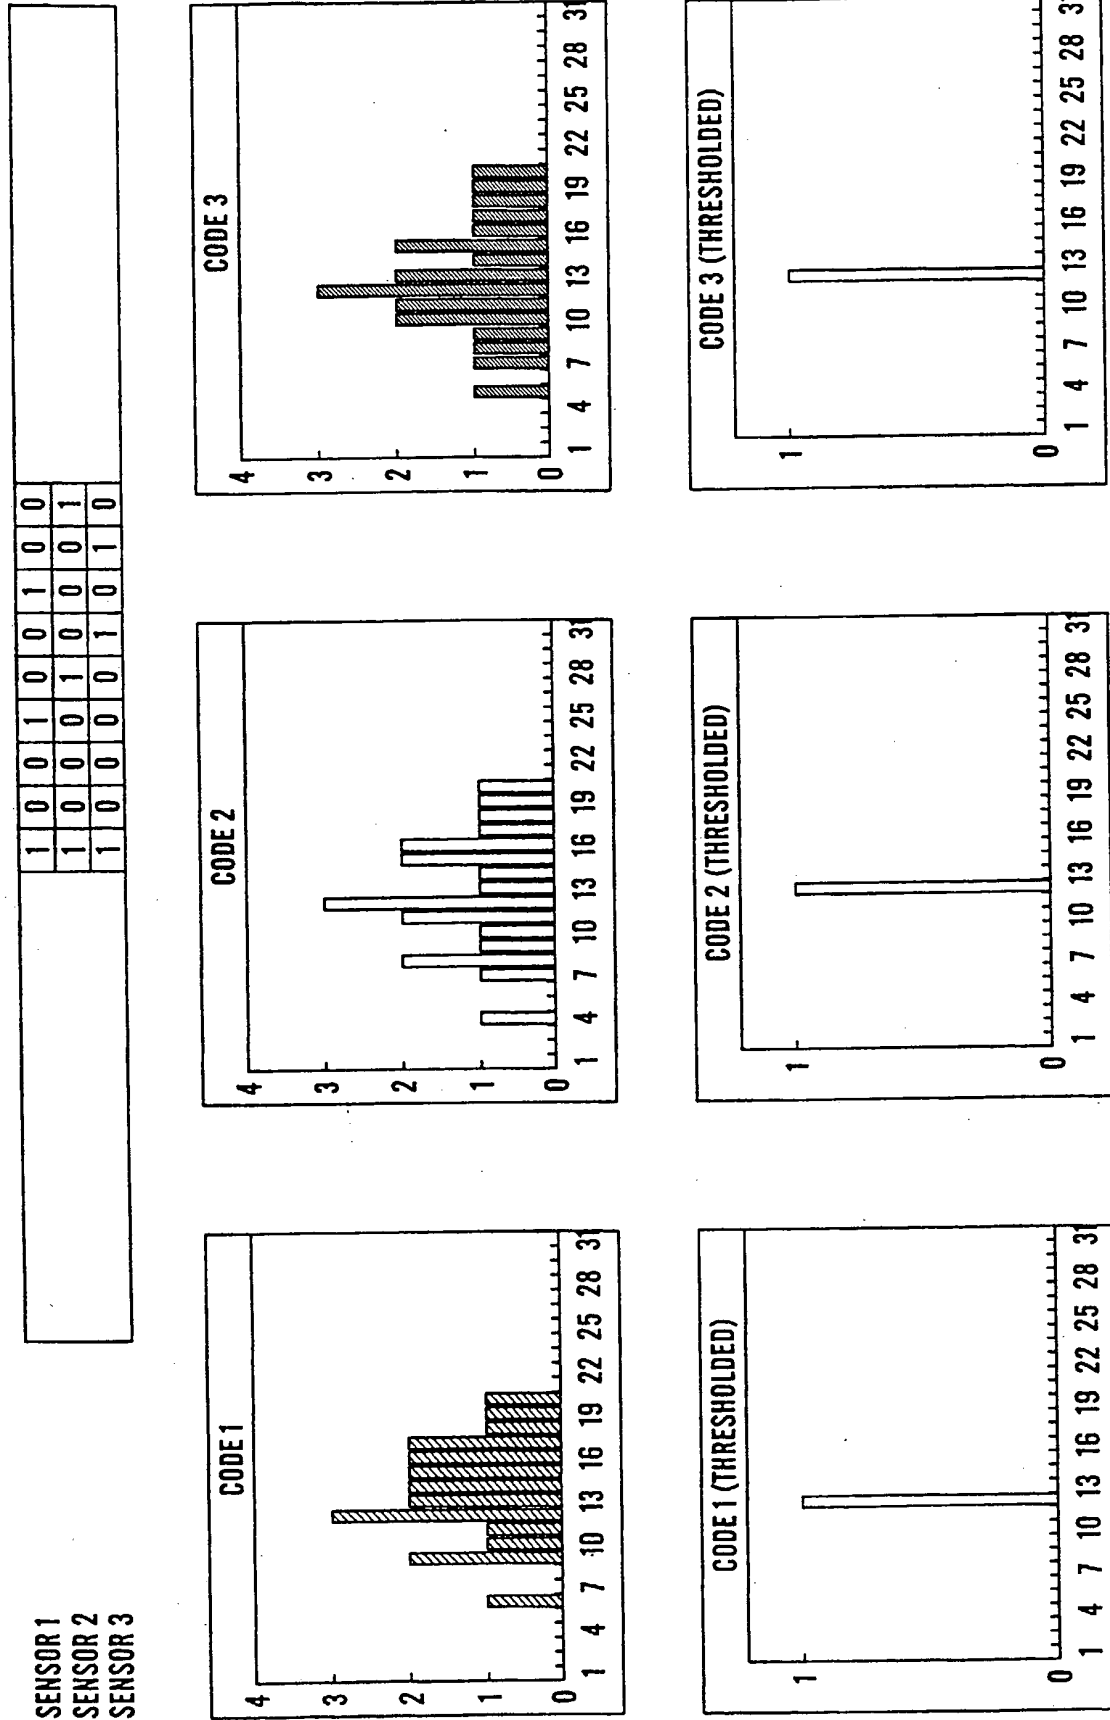 SENSOR 1 1 0 0 1 0 0 1 0 0
SENSOR 2 1 0 0 0 1 0 0 0 1
SENSOR 3 1 0 0 0 0 1 0 1 0
CODE 1
4
3
2
1
0
1 4 7 10 13 16 19 22 25 28 31
CODE 2
4
3
2
1
0
1 4 7 10 13 16 19 22 25 28 31
CODE 3
4
3
2
1
0
1 4 7 10 13 16 19 22 25 28 31
CODE 1 (THRESHOLDED)
1
0
1 4 7 10 13 16 19 22 25 28 31
CODE 2 (THRESHOLDED)
1
0
1 4 7 10 13 16 19 22 25 28 31
CODE 3 (THRESHOLDED)
1
0
1 4 7 10 13 16 19 22 25 28 31